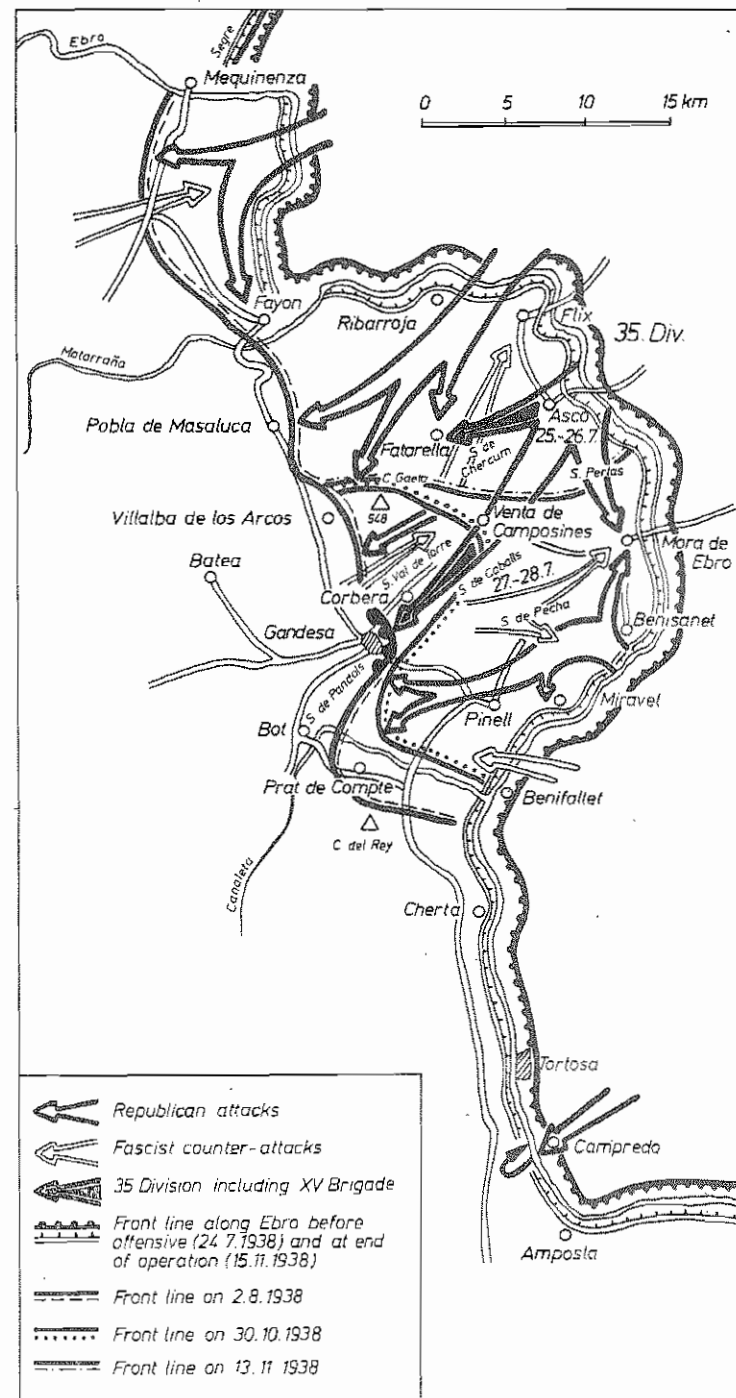 Segre
Ebro
Mequinenza
0 5 10 15 km
Fayon
Ribarroja
Flix
35. Div.
Matarraña
Asco
25.-26.7.
Pobla de Masaluca
Fatarella
S. de Chercum
S. Perlas
C. Gaeta
548
Villalba de los Arcos
Venta de Camposines
Mora de Ebro
Batea
S. Val de Torre
S. de Caballs
27.-28.7.
Corbera
S. de Pecha
Benisanet
Gandesa
S. de Pandols
Miravet
Pinell
Bot
Prat de Compte
Benifallet
C. del Rey
Canaleta
Cherta
Tortosa
Campredo
Amposta
Republican attacks
Fascist counter-attacks
35 Division including XV Brigade
Front line along Ebro before
offensive (24 7.1938) and at end
of operation (15.11.1938)
Front line on 2.8.1938
Front line on 30.10.1938
Front line on 13.11 1938